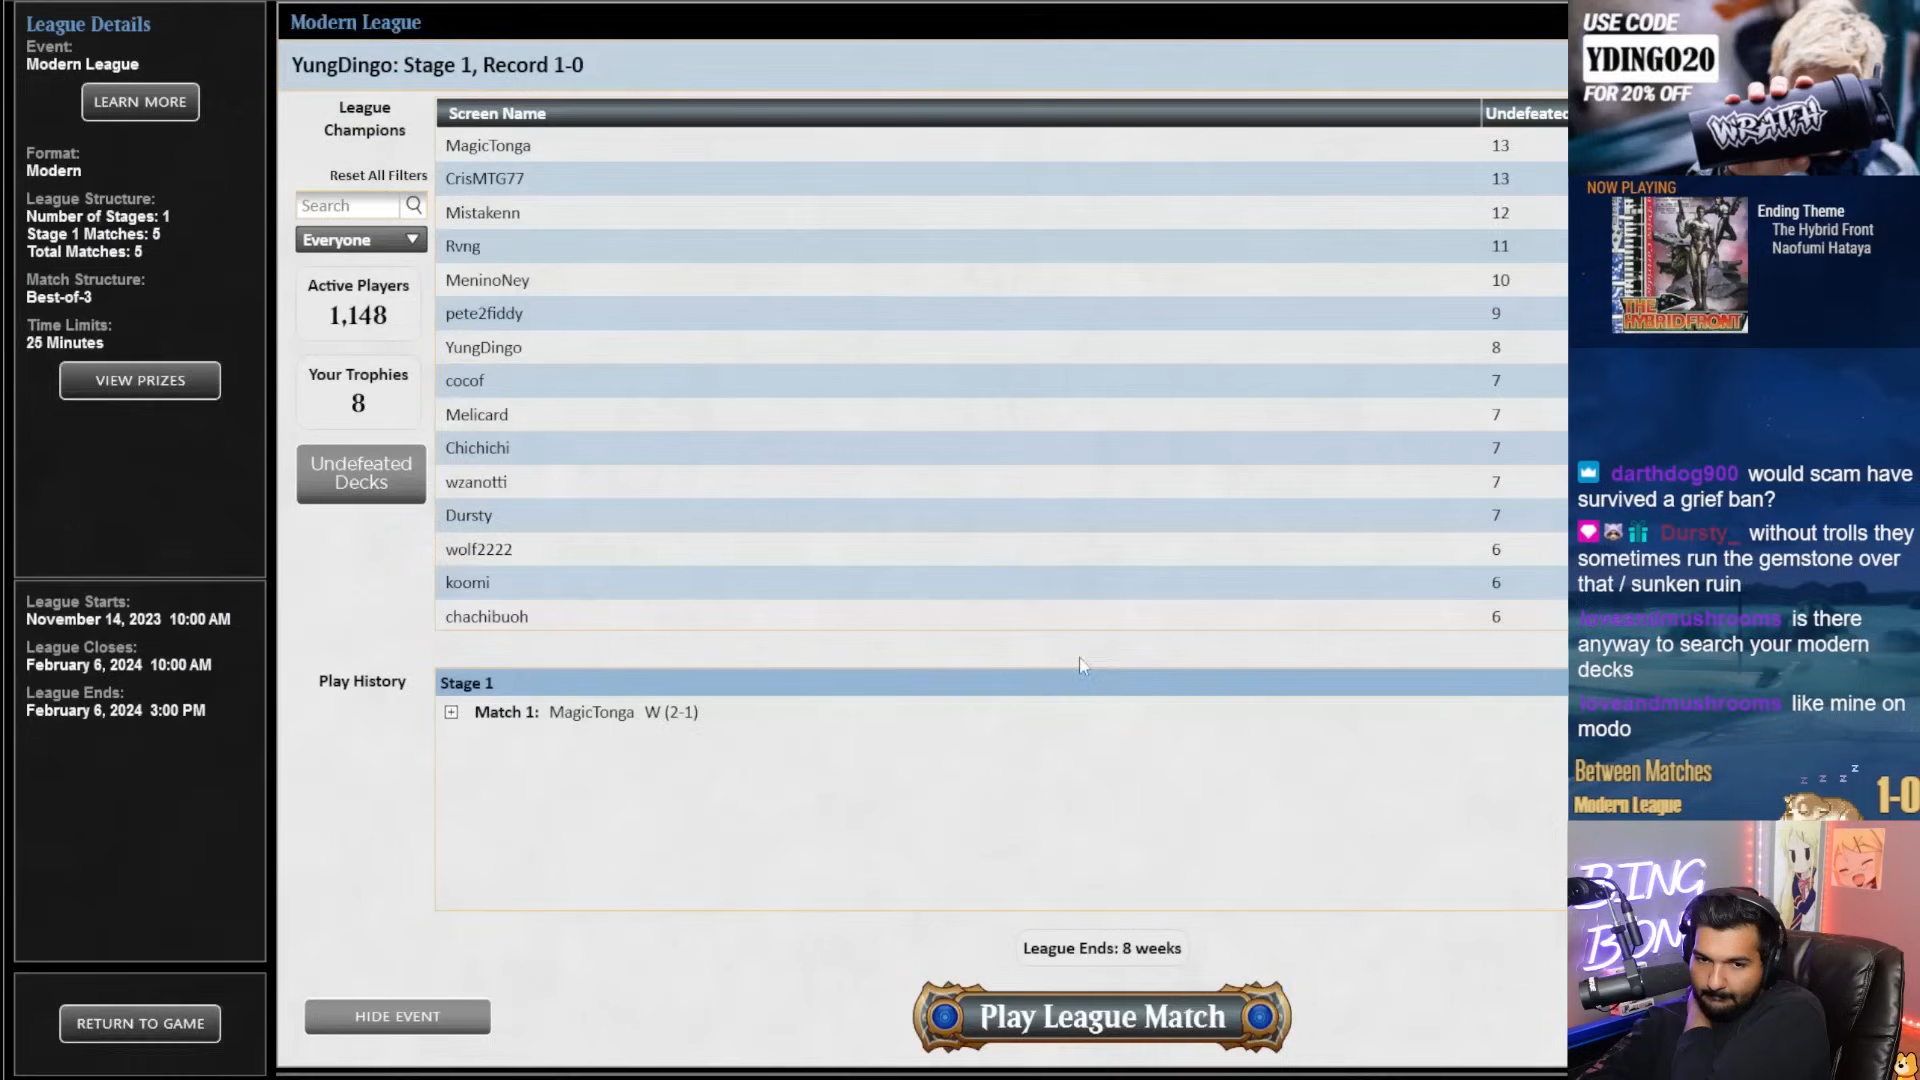 League Details
Event:
Modern League
LEARN MORE
Format:
Modern
League Structure:
Number of Stages: 1
Stage 1 Matches: 5
Total Matches: 5
Match Structure:
Best-of-3
Time Limits:
25 Minutes
VIEW PRIZES
League Starts:
November 14, 2023 10:00 AM
League Closes:
February 6, 2024 10:00 AM
League Ends:
February 6, 2024 3:00 PM
RETURN TO GAME
Modern League
YungDingo: Stage 1, Record 1-0
League
Champions
Reset All Filters
Search
Everyone
Active Players
1,148
Your Trophies
8
Undefeated
Decks
Screen Name Undefeated
MagicTonga 13
CrisMTG77 13
Mistakenn 12
Rvng 11
MeninoNey 10
pete2fiddy 9
YungDingo 8
cocof 7
Melicard 7
Chichichi 7
wzanotti 7
Dursty 7
wolf2222 6
koomi 6
chachibuoh 6
Play History
Stage 1
Match 1: MagicTonga W (2-1)
League Ends: 8 weeks
HIDE EVENT
Play League Match
USE CODE
YDINGO20
FOR 20% OFF
WRATH
NOW PLAYING
Ending Theme
The Hybrid Front
Naofumi Hataya
THE
HYBRID FRONT
darthdog900 would scam have
survived a grief ban?
Dursty_ without trolls they
sometimes run the gemstone over
that / sunken ruin
loveandmushrooms is there
anyway to search your modern
decks
loveandmushrooms like mine on
modo
Between Matches
Modern League
z z z z
1-0
BING
BON